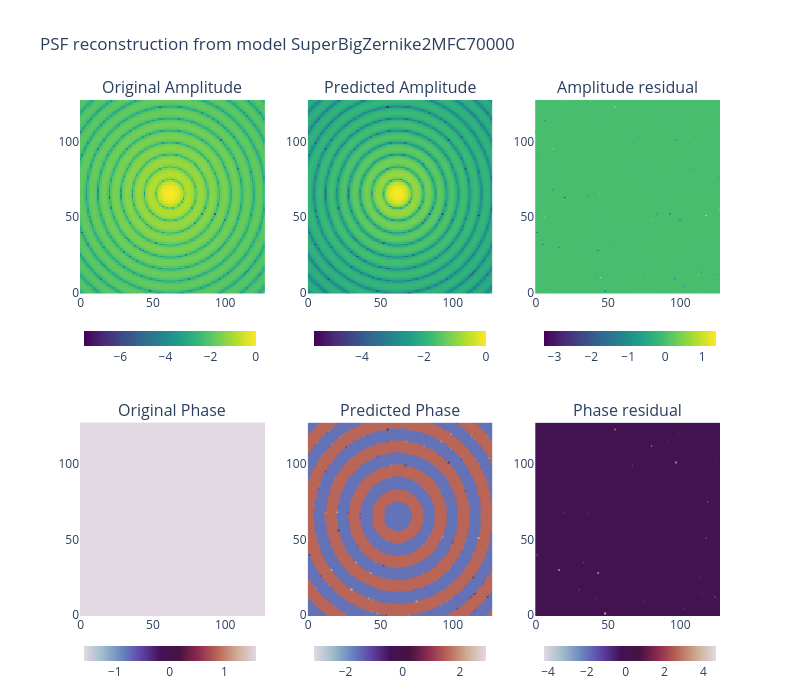 PSF reconstruction from model SuperBigZernike2MFC70000
Original Amplitude Predicted Amplitude Amplitude residual
100 100 100
50 50 50
0 0 0
0 50 100 0 50 100 0 50 100
−6 −4 −2 0 −4 −2 0 −3 −2 −1 0 1
Original Phase Predicted Phase Phase residual
100 100 100
50 50 50
0 0 0
0 50 100 0 50 100 0 50 100
−1 0 1 −2 0 2 −4 −2 0 2 4